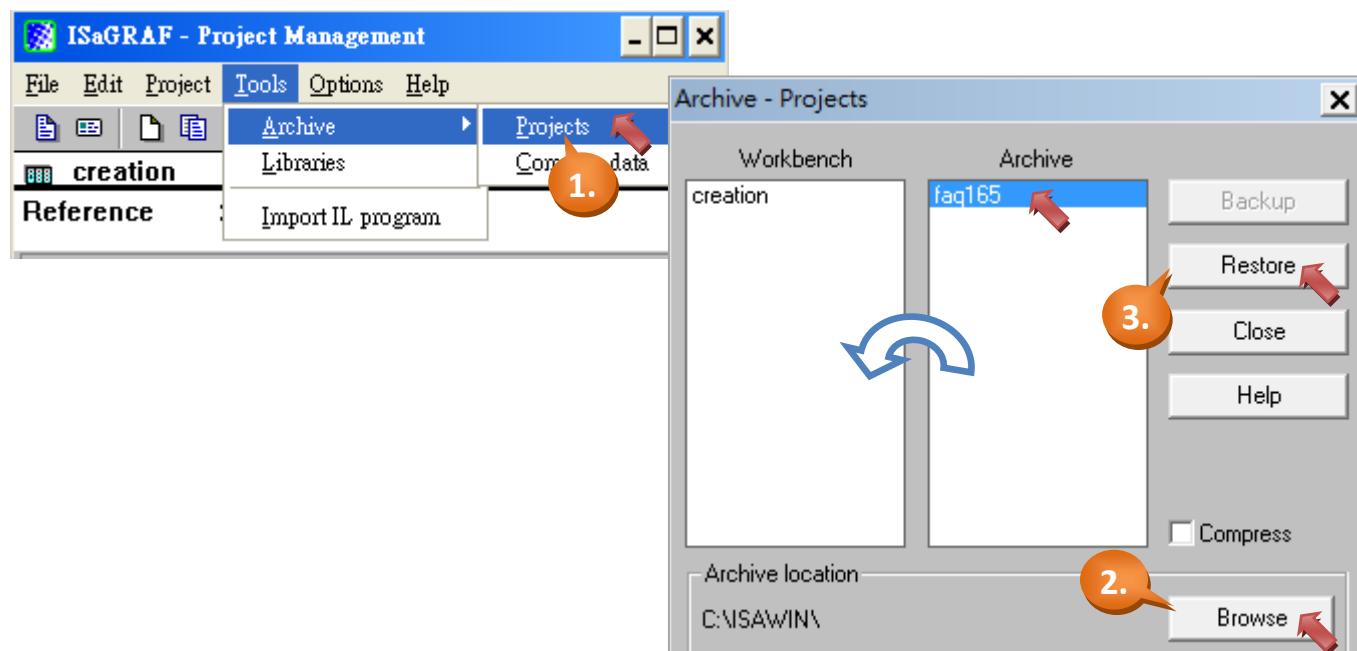 ISaGRAF - Project Management
File Edit Project Tools Options Help
Archive
Projects
Libraries
data
Import IL program
1.
creation
Reference :
Archive - Projects
Workbench Archive
creation
faq165
Backup
Restore
3.
Close
Help
Compress
Archive location
2.
C:\ISAWIN\
Browse